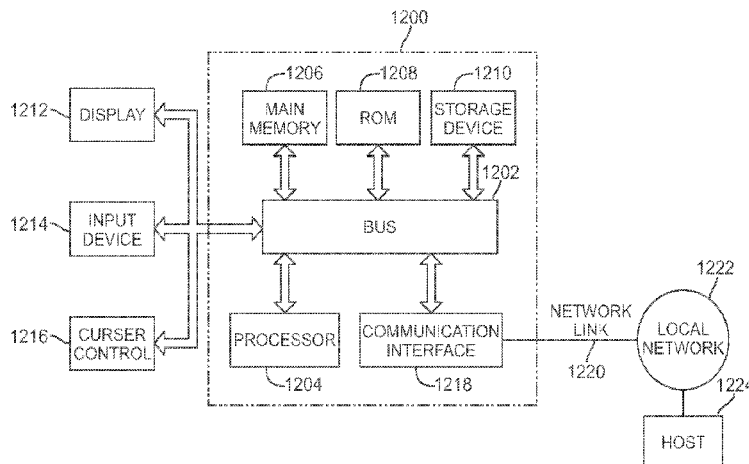 1200
1206
1208
1210
1212
DISPLAY
MAIN
MEMORY
ROM
STORAGE
DEVICE
1202
1214
INPUT
DEVICE
BUS
1216
CURSER
CONTROL
PROCESSOR
COMMUNICATION
INTERFACE
1204
1218
NETWORK
LINK
1220
1222
LOCAL
NETWORK
1224
HOST